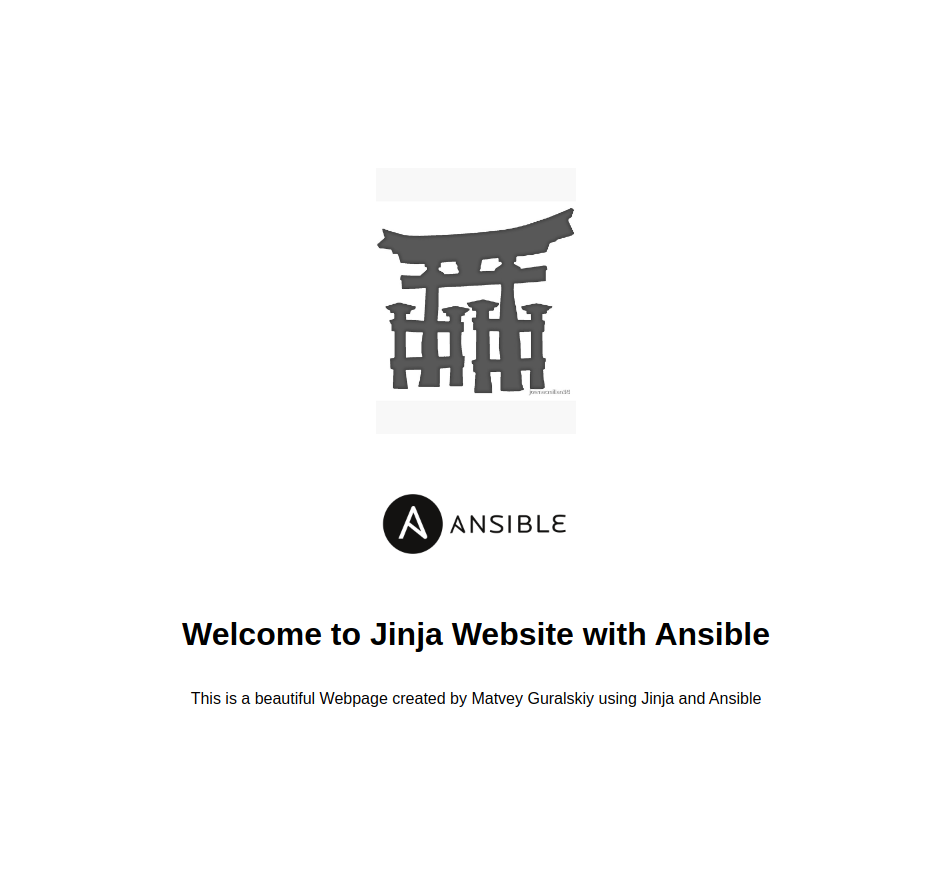 ANSIBLE
Welcome to Jinja Website with Ansible
This is a beautiful Webpage created by Matvey Guralskiy using Jinja and Ansible